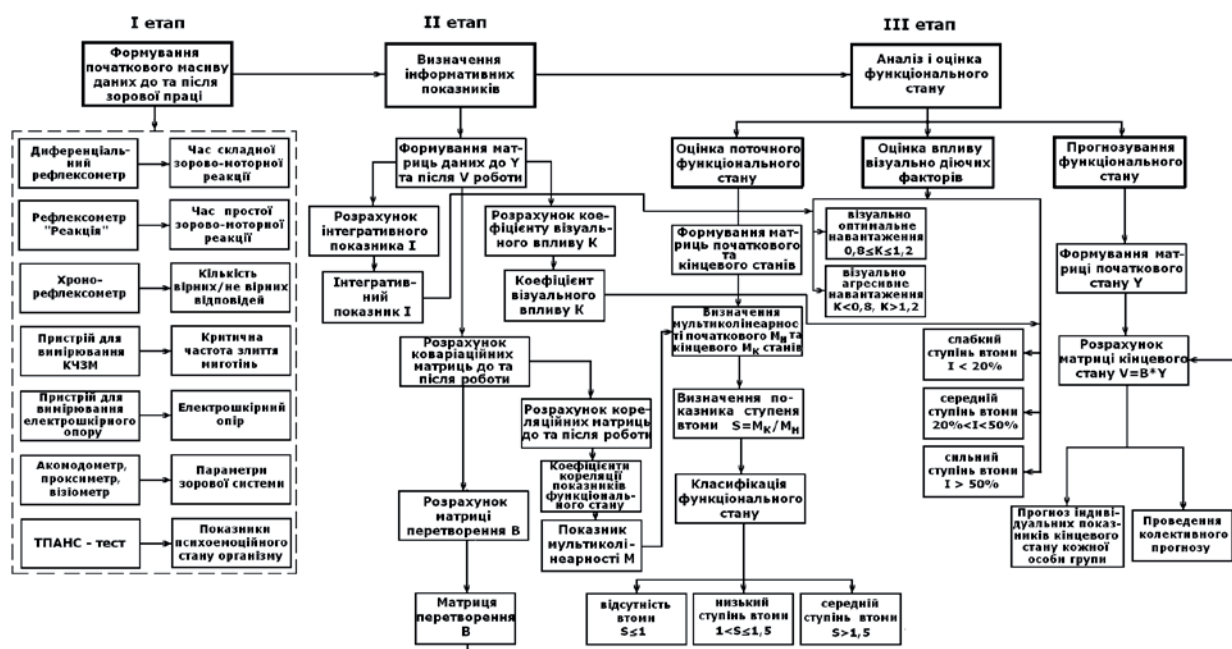 І етап
Формування
початкового масиву
даних до та після
зорової праці
Диференціаль-
ний
рефлексометр
Час складної
зорово-моторної
реакції
Рефлексометр
"Реакція"
Час простої
зорово-моторної
реакції
Хроно-
рефлексометр
Кількість
вірних/не вірних
відповідей
Пристрій для
вимірювання
КЧЗМ
Критична
частота злиття
миготінь
Пристрій для
вимірювання
електрошкірного
опору
Електрошкірний
опір
Акомодометр,
проксиметр,
візіометр
Параметри
зорової системи
ТПАНС - тест
Показники
психоемоційного
стану організму
ІІ етап
Визначення
інформативних
показників
Формування мат-
риць даних до Y
та після V роботи
Розрахунок
інтегративного
показника І
Інтегратив-
ний
показник І
Розрахунок кое-
фіцієнту візуаль-
ного впливу К
Коефіцієнт
візуального
впливу К
Розрахунок
коваріаційних
матриць до та
після роботи
Розрахунок коре-
ляційних матриць
до та після роботи
Коефіцієнти
кореляції
показників
функціональ-
ного стану
Показник
мультиколі-
неарності М
Розрахунок
матриці
перетворення В
Матриця
перетворення
В
ІІІ етап
Аналіз і оцінка
функціонального
стану
Оцінка поточного
функціонального
стану
Формування мат-
риць початкового
та
кінцевого станів
Визначення
мультиколінеарнос-
ті початкового Мн та
кінцевого МК станів
Визначення по-
казника ступеня
втоми S=МК/Мн
Класифікація
функціонального
стану
відсутність
втоми
S≤1
низький
ступінь втоми
1<S≤1,5
середній
ступінь втоми
S>1,5
Оцінка впливу
візуально діючих
факторів
візуально
оптимальне
навантаження
0,8≤К≤1,2
візуально
агресивне
навантаження
К<0,8, К>1,2
слабкий
ступінь втоми
І < 20%
середній
ступінь втоми
20%<І<50%
сильний
ступінь втоми
І > 50%
Прогнозування
функціонального
стану
Формування мат-
риці початкового
стану Y
Розрахунок
матриці кінцевого
стану V=B*Y
Прогноз індиві-
дуальних показ-
ників кінцевого
стану кожної
особи групи
Проведення
колективного
прогнозу